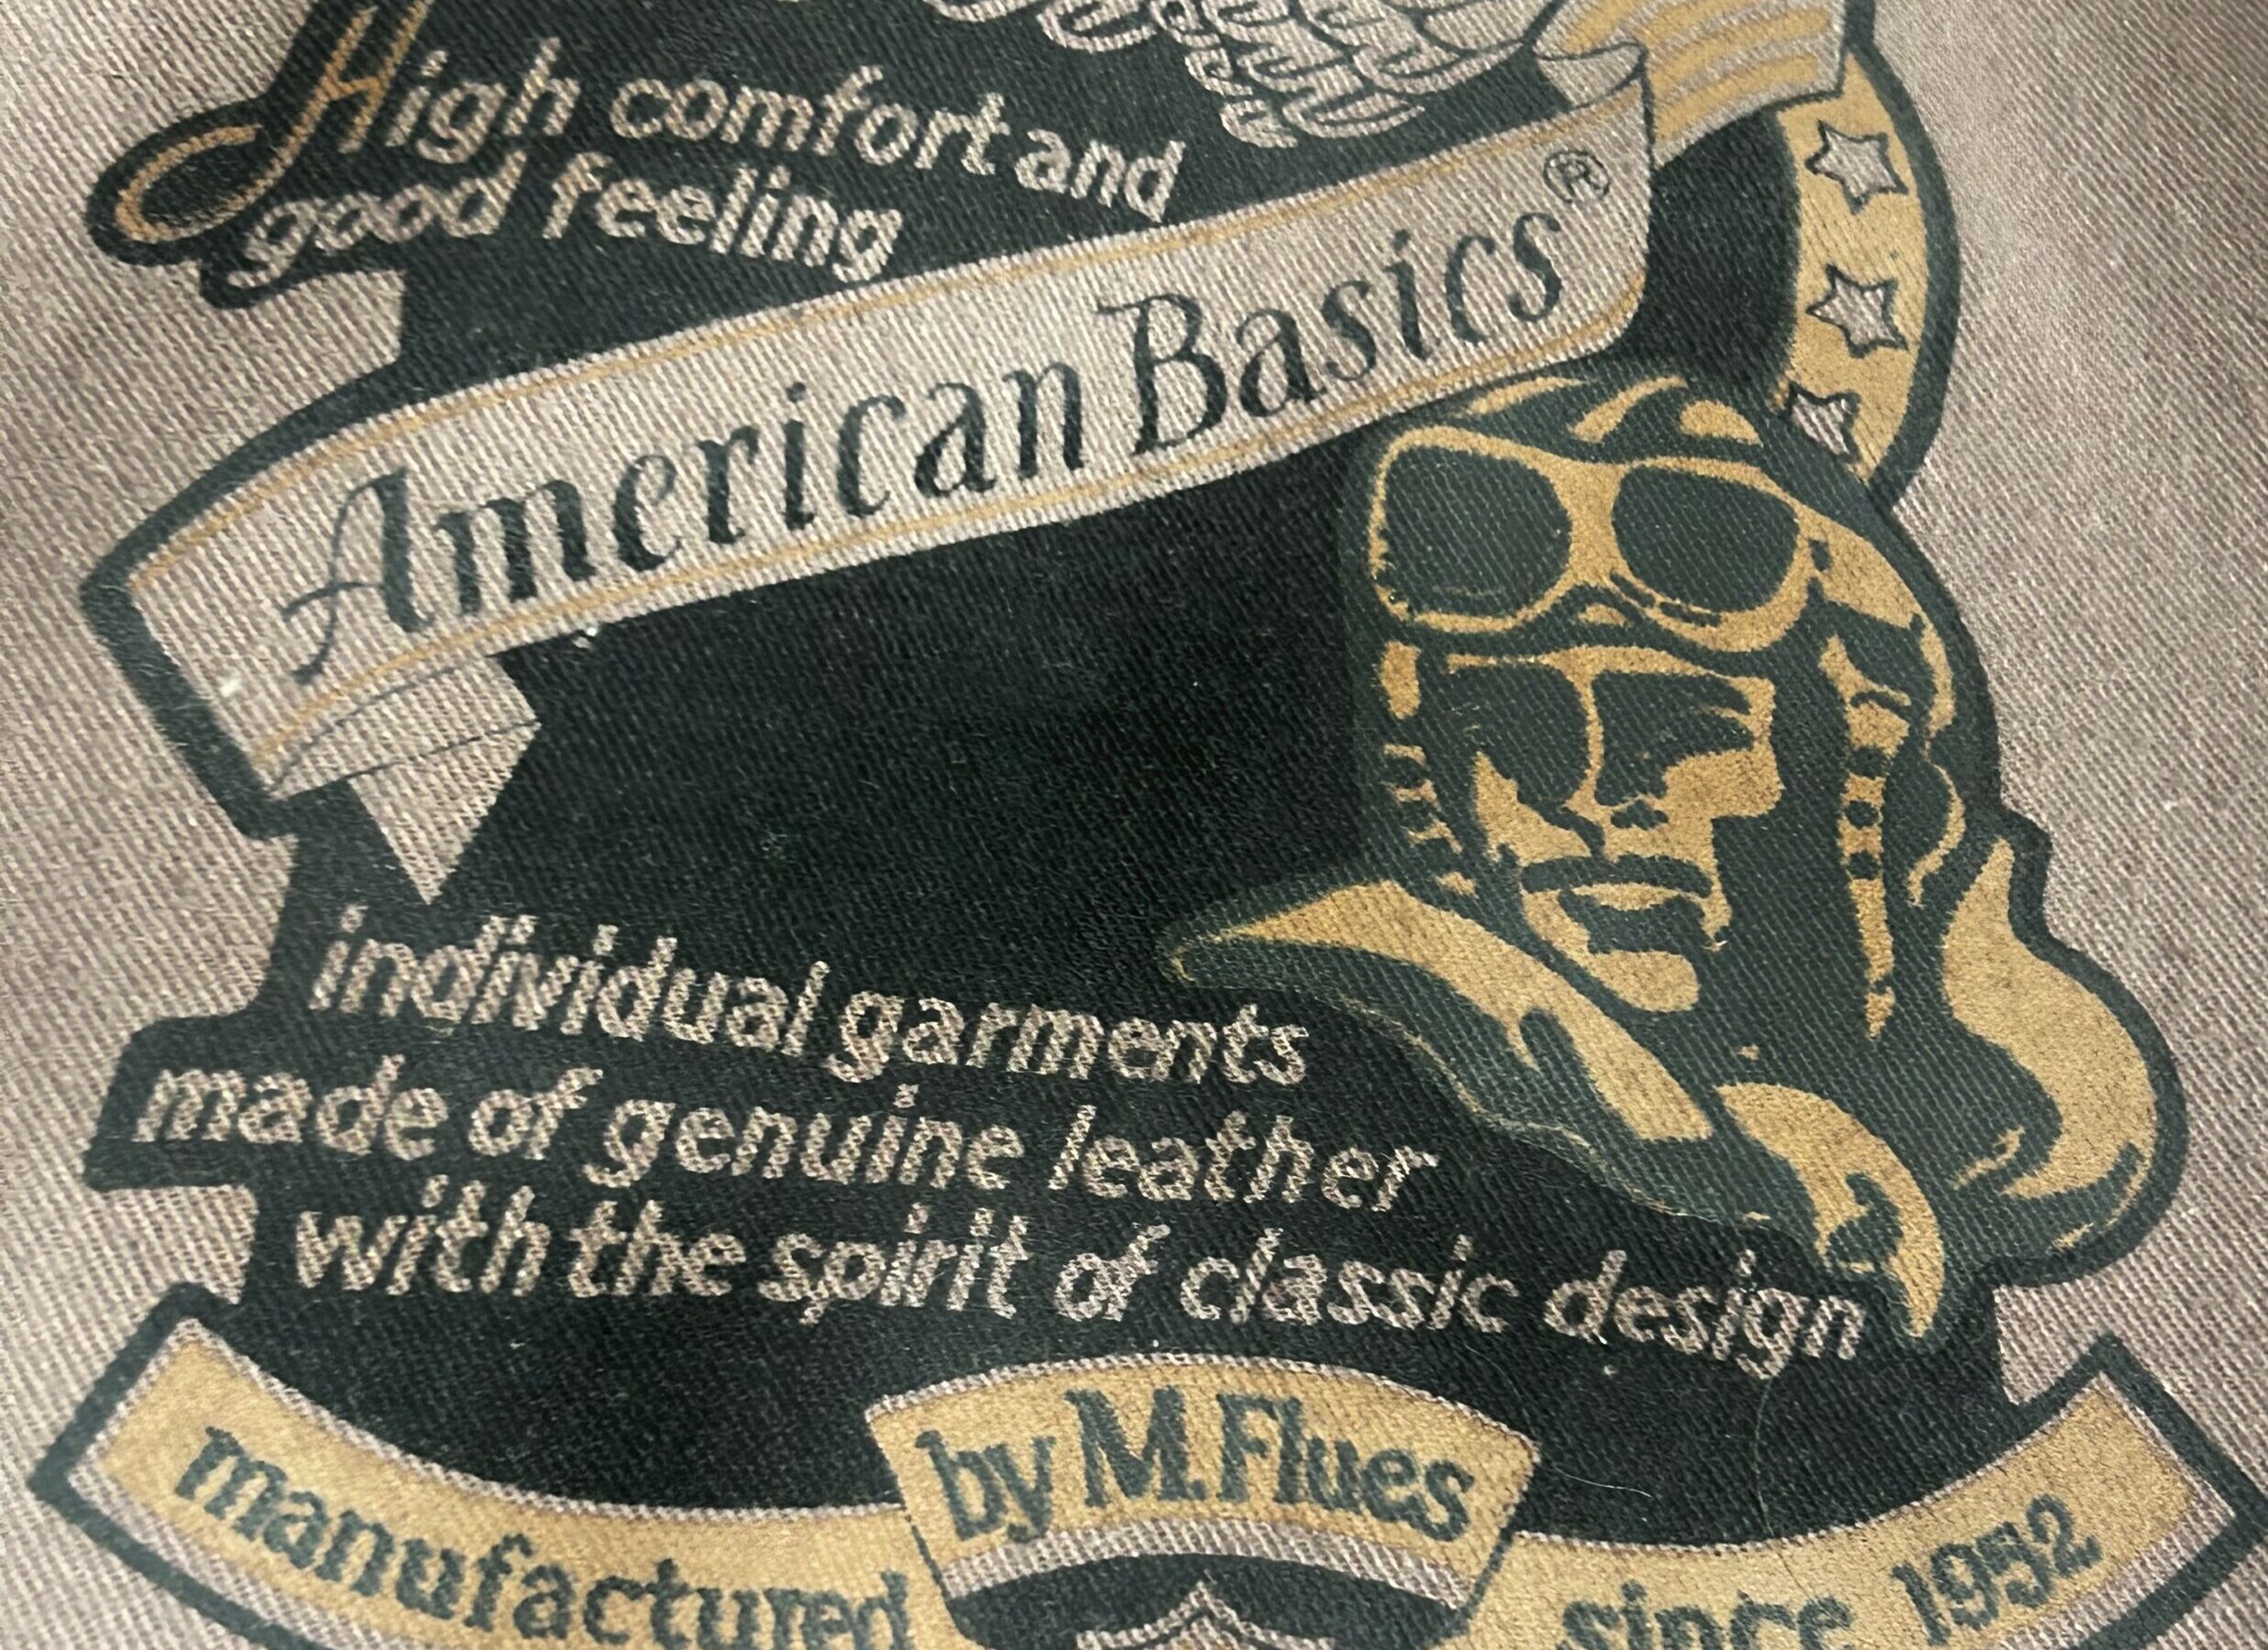 High comfort and
good feeling
American Basics®
individual garments
made of genuine leather
with the spirit of classic design
by M. Flues
manufactured
since 1952